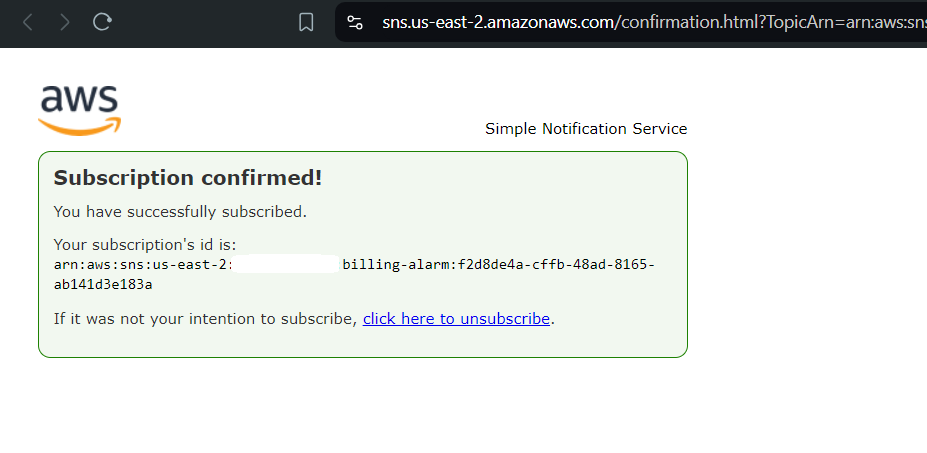 sns.us-east-2.amazonaws.com/confirmation.html?TopicArn=arn:aws:sns
aws
Simple Notification Service
Subscription confirmed!
You have successfully subscribed.
Your subscription's id is:
arn:aws:sns:us-east-2: billing-alarm:f2d8de4a-cffb-48ad-8165-
ab141d3e183a
If it was not your intention to subscribe, click here to unsubscribe.